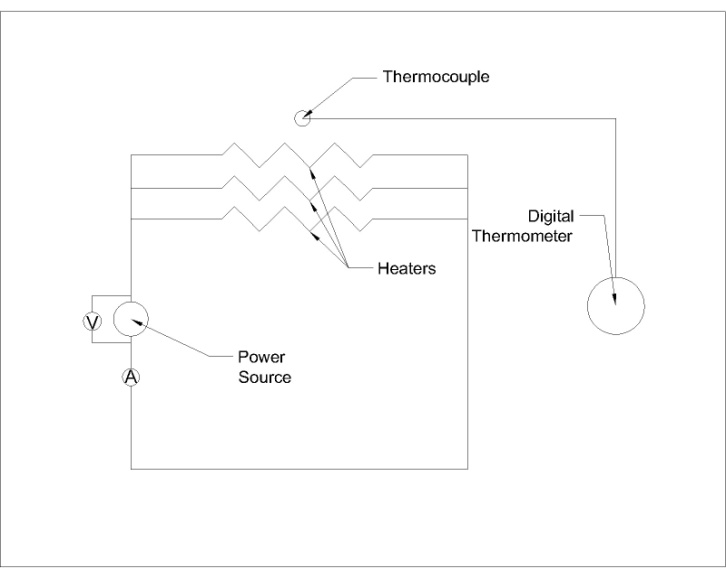 Thermocouple
Digital
Thermometer
Heaters
V
Power
Source
A